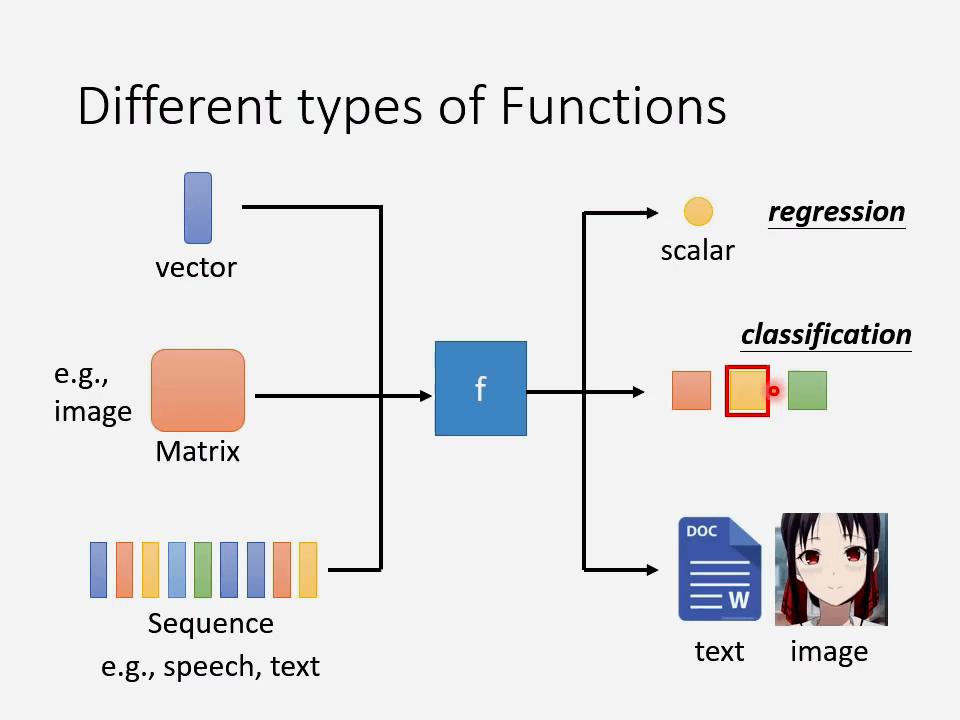 Different types of Functions
vector
e.g.,
image
Matrix
Sequence
e.g., speech, text
f
scalar
regression
classification
DOC
W
text
image